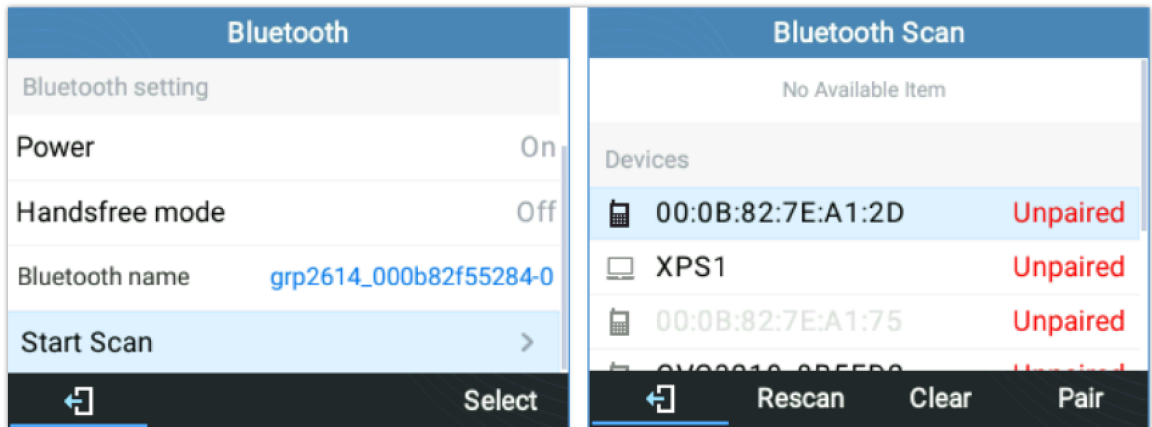 Bluetooth
Bluetooth setting
Power On
Handsfree mode Off
Bluetooth name grp2614_000b82f55284-0
Start Scan
Select
Bluetooth Scan
No Available Item
Devices
00:0B:82:7E:A1:2D Unpaired
XPS1 Unpaired
00:0B:82:7E:A1:75 Unpaired
Rescan Clear Pair